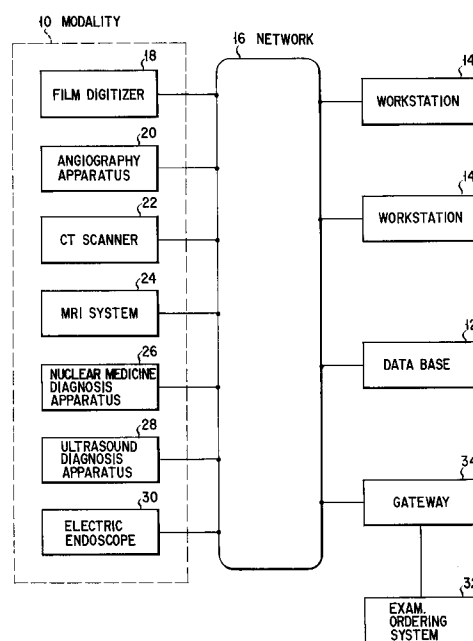 10 MODALITY
16 NETWORK
18
FILM DIGITIZER
20
ANGIOGRAPHY
APPARATUS
22
CT SCANNER
24
MRI SYSTEM
26
NUCLEAR MEDICINE
DIAGNOSIS
APPARATUS
28
ULTRASOUND
DIAGNOSIS
APPARATUS
30
ELECTRIC
ENDOSCOPE
14
WORKSTATION
14
WORKSTATION
12
DATA BASE
34
GATEWAY
32
EXAM.
ORDERING
SYSTEM